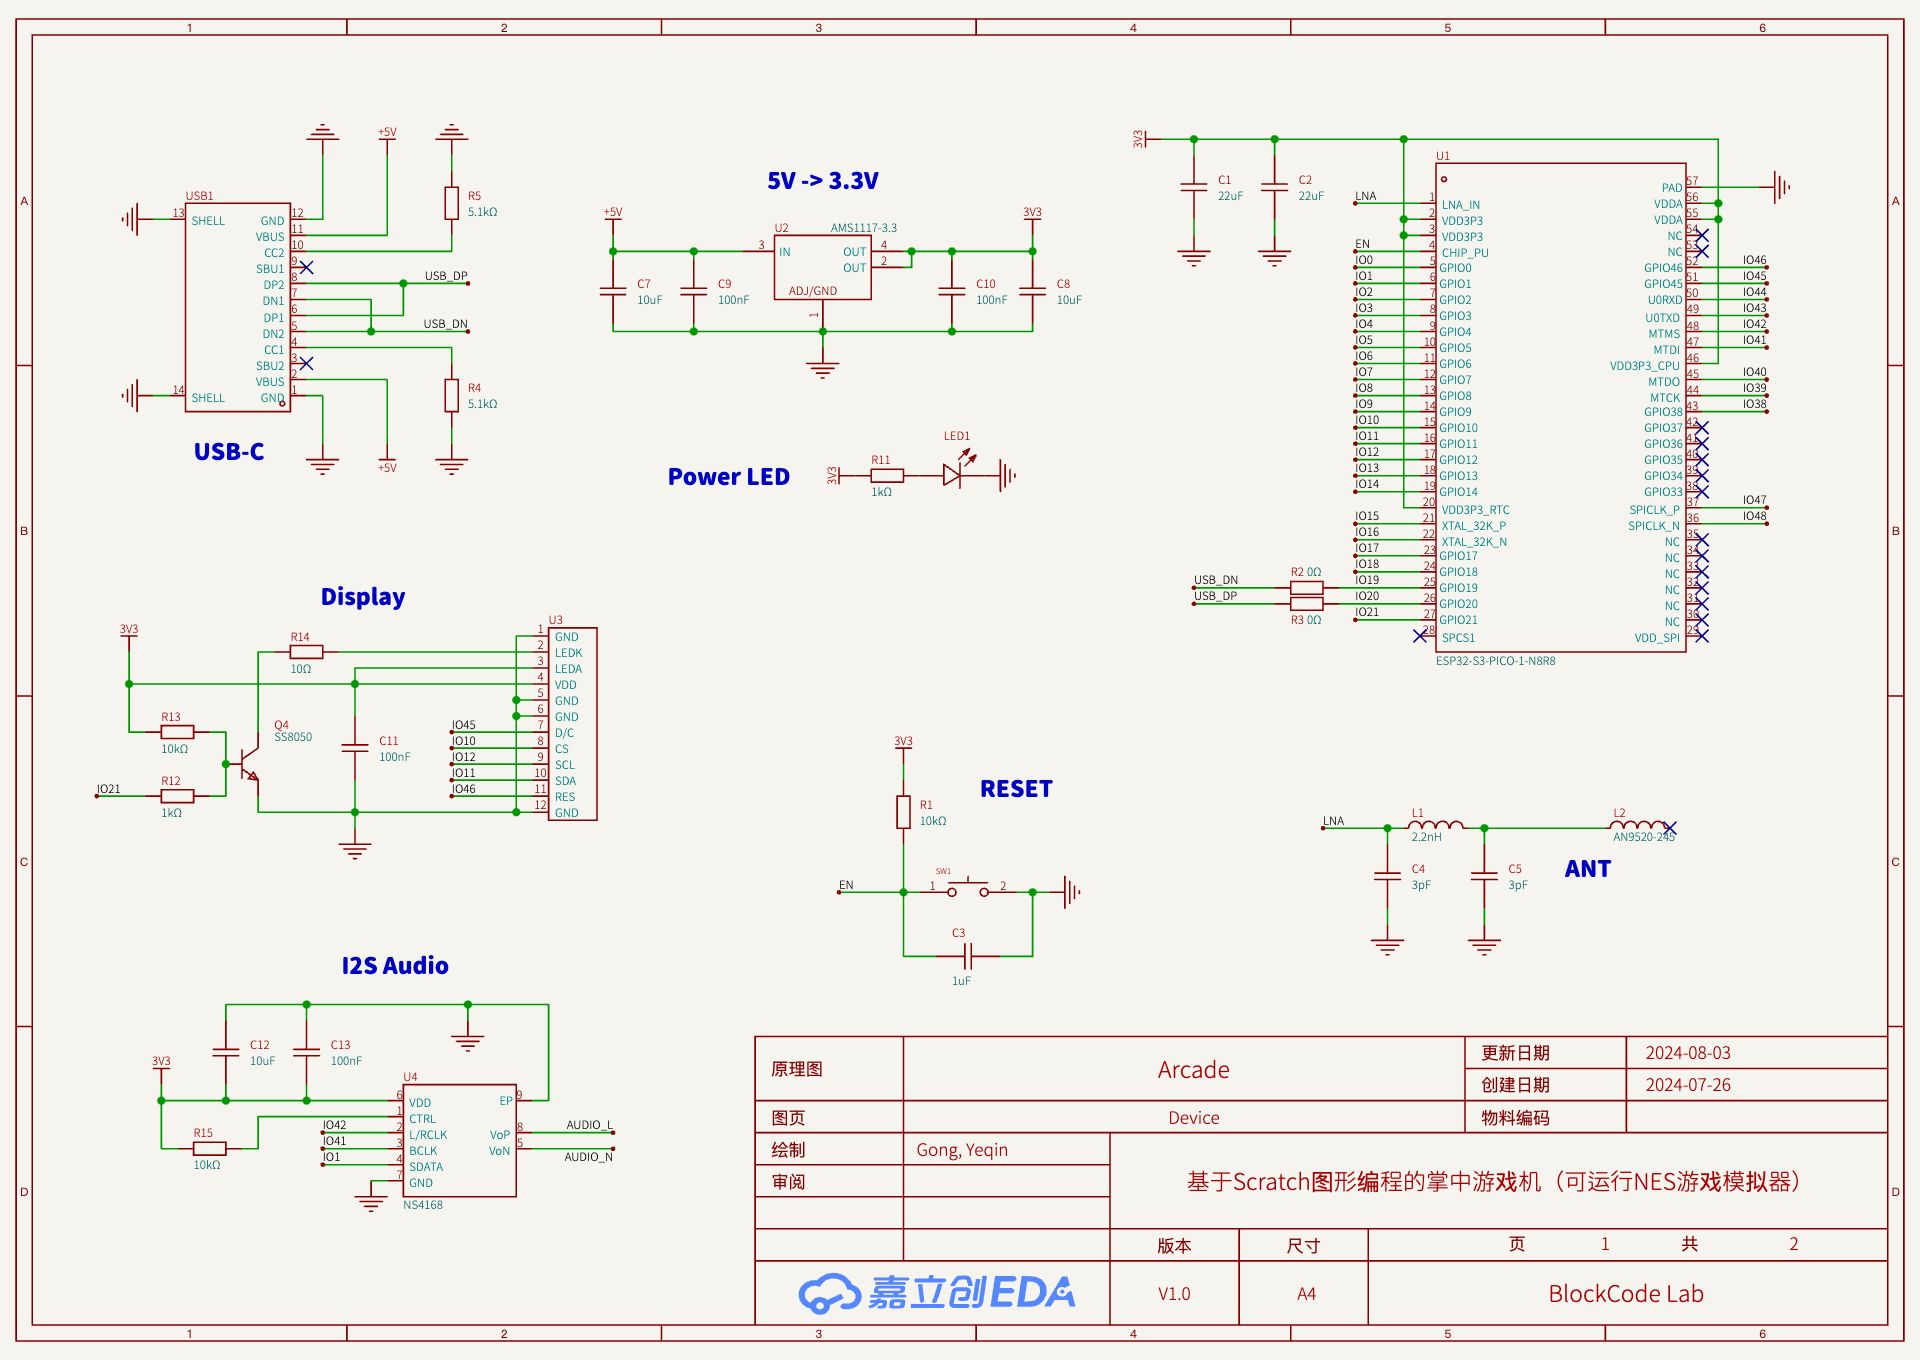 1 2 3 4 5 6
A
B
C
D
A
B
C
D
USB1
13 SHELL
14 SHELL
GND 12
VBUS 11
CC2 10
SBU1 9
DP2 8
DN1 7
DP1 6
DN2 5
CC1 4
SBU2 3
VBUS 2
GND 1
+5V
+5V
R5
5.1kΩ
R4
5.1kΩ
USB_DP
USB_DN
USB-C
5V -> 3.3V
+5V
3V3
U2 AMS1117-3.3
3 IN
OUT 4
OUT 2
ADJ/GND
1
C7
10uF
C9
100nF
C10
100nF
C8
10uF
Power LED
3V3
R11
1kΩ
LED1
3V3
C1
22uF
C2
22uF
U1
LNA 1 LNA_IN
2 VDD3P3
3 VDD3P3
EN 4 CHIP_PU
IO0 5 GPIO0
IO1 6 GPIO1
IO2 7 GPIO2
IO3 8 GPIO3
IO4 9 GPIO4
IO5 10 GPIO5
IO6 11 GPIO6
IO7 12 GPIO7
IO8 13 GPIO8
IO9 14 GPIO9
IO10 15 GPIO10
IO11 16 GPIO11
IO12 17 GPIO12
IO13 18 GPIO13
IO14 19 GPIO14
20 VDD3P3_RTC
IO15 21 XTAL_32K_P
IO16 22 XTAL_32K_N
IO17 23 GPIO17
IO18 24 GPIO18
USB_DN R2 0Ω IO19 25 GPIO19
USB_DP R3 0Ω IO20 26 GPIO20
IO21 27 GPIO21
28 SPCS1
PAD 57
VDDA 56
VDDA 55
NC 54
NC 53
GPIO46 52 IO46
GPIO45 51 IO45
U0RXD 50 IO44
U0TXD 49 IO43
MTMS 48 IO42
MTDI 47 IO41
VDD3P3_CPU 46
MTDO 45 IO40
MTCK 44 IO39
GPIO38 43 IO38
GPIO37 42
GPIO36 41
GPIO35 40
GPIO34 39
GPIO33 38
SPICLK_P 37 IO47
SPICLK_N 36 IO48
NC 35
NC 34
NC 33
NC 32
NC 31
NC 30
VDD_SPI 29
ESP32-S3-PICO-1-N8R8
Display
3V3
R14
10Ω
R13
10kΩ
Q4
SS8050
IO21
R12
1kΩ
C11
100nF
U3
1 GND
2 LEDK
3 LEDA
4 VDD
5 GND
6 GND
IO45 7 D/C
IO10 8 CS
IO12 9 SCL
IO11 10 SDA
IO46 11 RES
12 GND
RESET
3V3
R1
10kΩ
EN
SW1
1 2
C3
1uF
LNA
L1
2.2nH
L2
AN9520-245
C4
3pF
C5
3pF
ANT
I2S Audio
3V3
C12
10uF
C13
100nF
R15
10kΩ
U4
6 VDD
1 CTRL
IO42 2 L/RCLK
IO41 3 BCLK
IO1 4 SDATA
7 GND
EP 9
VoP 8 AUDIO_L
VoN 5 AUDIO_N
NS4168
原理图 Arcade 更新日期 2024-08-03
创建日期 2024-07-26
图页 Device 物料编码
绘制 Gong, Yeqin
审阅
基于Scratch图形编程的掌中游戏机（可运行NES游戏模拟器）
版本 尺寸 页 1 共 2
嘉立创EDA V1.0 A4 BlockCode Lab
1 2 3 4 5 6